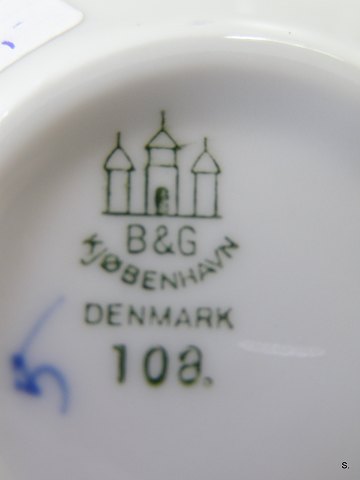 B&G
KJØBENHAVN
DENMARK
108.
S.